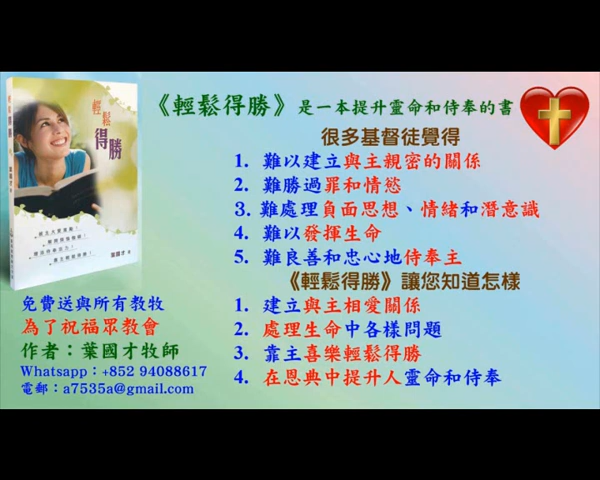 《輕鬆得勝》是一本提升靈命和侍奉的書
很多基督徒覺得
1. 難以建立與主親密的關係
2. 難勝過罪和情慾
3. 難處理負面思想、情緒和潛意識
4. 難以發揮生命
5. 難良善和忠心地侍奉主
《輕鬆得勝》讓您知道怎樣
1. 建立與主相愛關係
2. 處理生命中各樣問題
3. 靠主喜樂輕鬆得勝
4. 在恩典中提升人靈命和侍奉
輕鬆
得勝
葉國才 著
輕鬆得勝
免費送與所有教牧
為了祝福眾教會
作者：葉國才牧師
Whatsapp：+852 94088617
電郵：a7535a@gmail.com